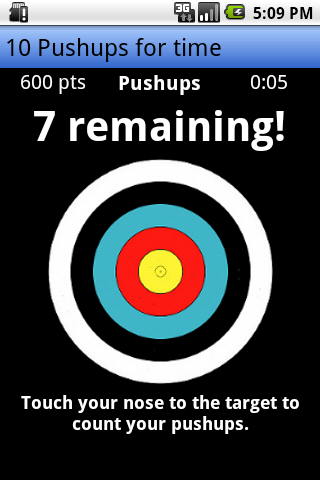 3G 5:09 PM
10 Pushups for time
600 pts Pushups 0:05
7 remaining!
Touch your nose to the target to
count your pushups.